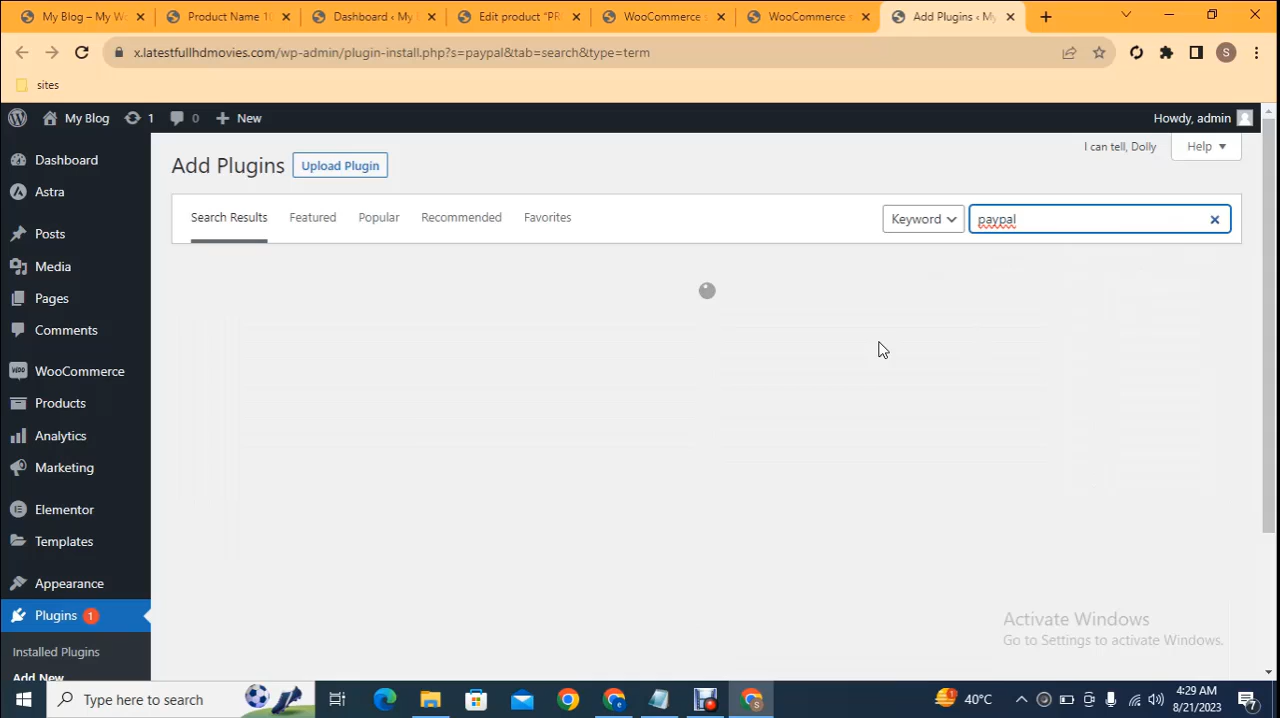 My Blog – My W
Product Name 10
Dashboard ‹ My
Edit product "PR
WooCommerce s
WooCommerce s
Add Plugins ‹ My
x.latestfullhdmovies.com/wp-admin/plugin-install.php?s=paypal&tab=search&type=term
S
sites
My Blog
1
0
New
Howdy, admin
Dashboard
I can tell, Dolly
Help
Add Plugins
Upload Plugin
Astra
Search Results
Featured
Popular
Recommended
Favorites
Keyword
paypal
Posts
Media
Pages
Comments
WooCommerce
Products
Analytics
Marketing
Elementor
Templates
Appearance
Plugins 1
Installed Plugins
Add New
Activate Windows
Go to Settings to activate Windows.
Type here to search
40°C
4:29 AM
8/21/2023
7